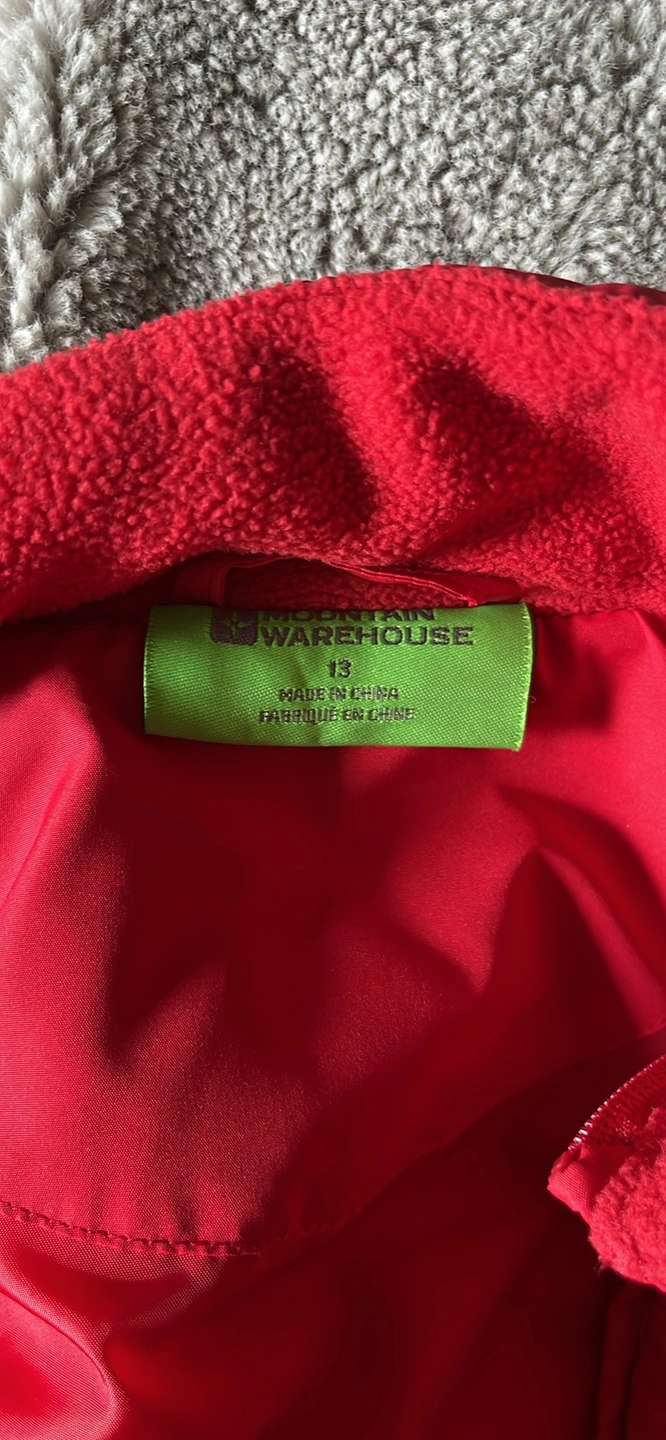 MOUNTAIN
WAREHOUSE
13
MADE IN CHINA
FABRIQUÉ EN CHINE